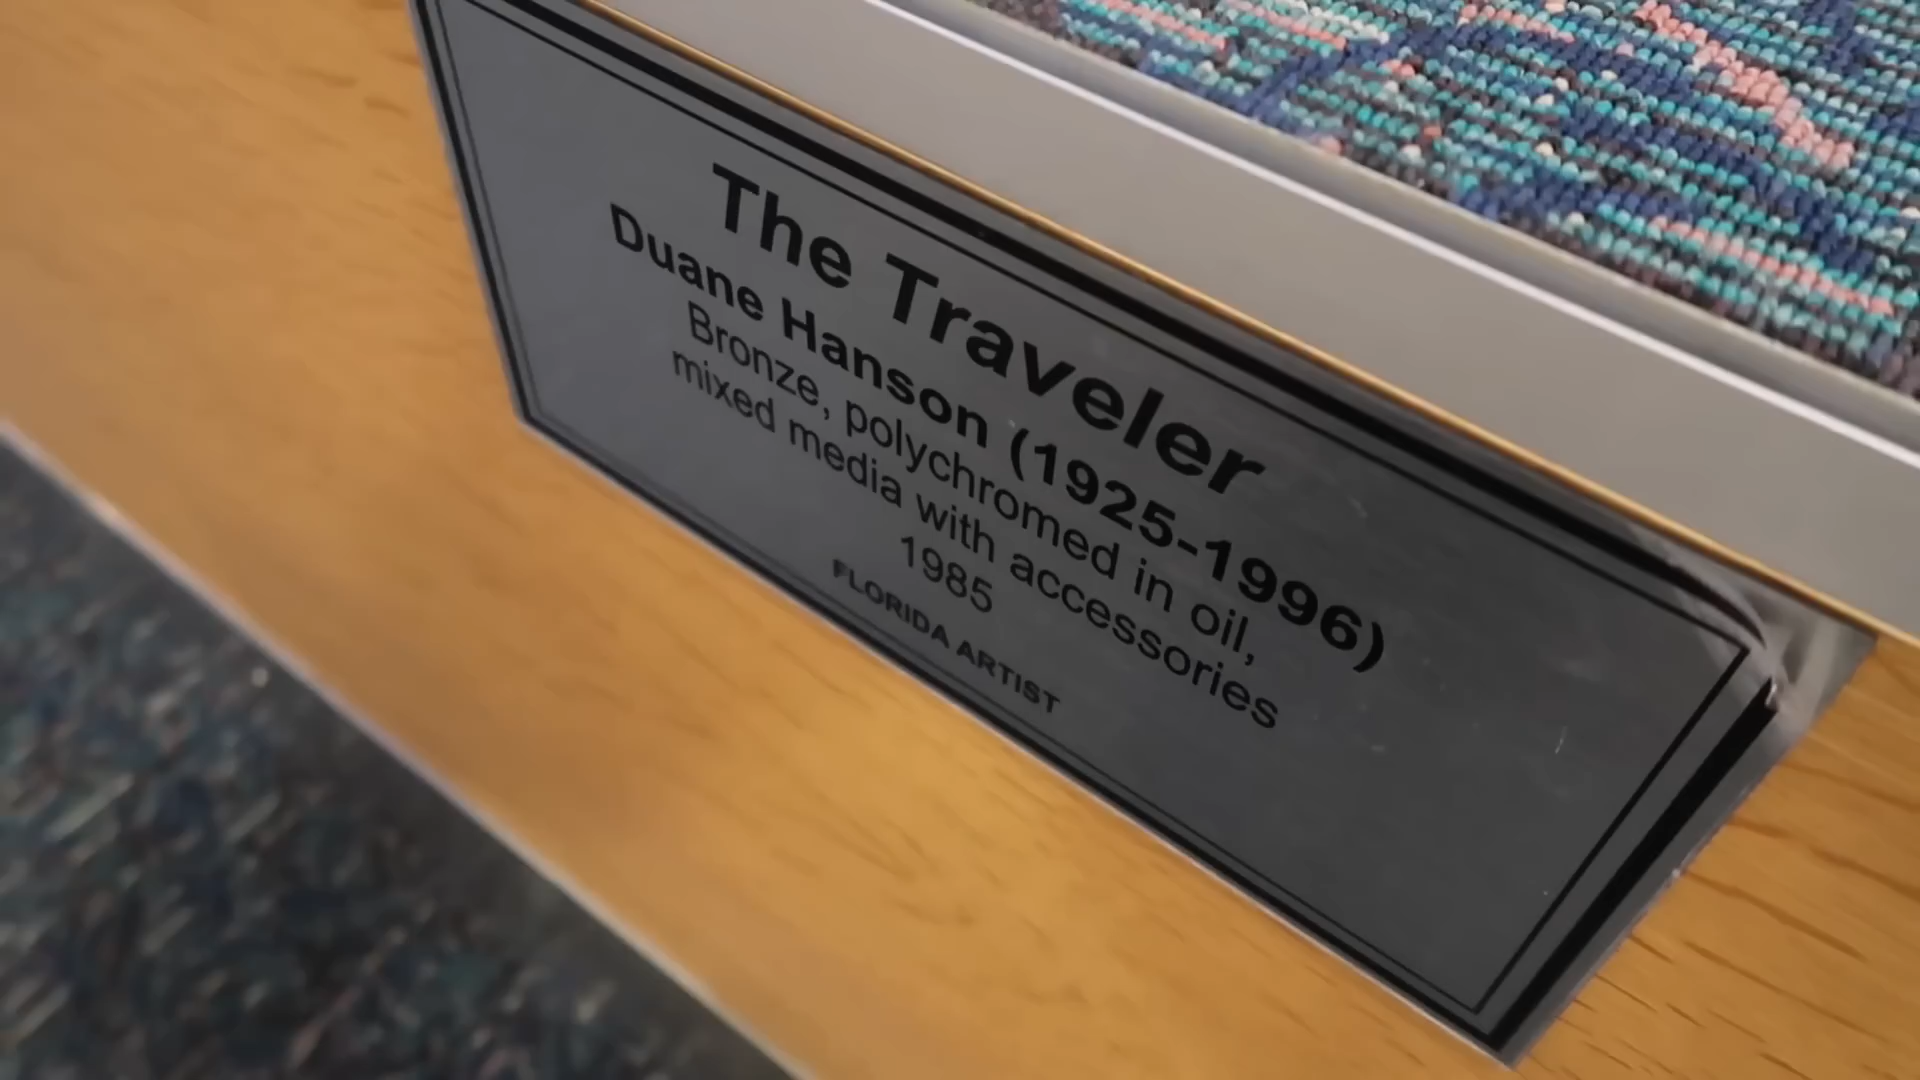 The Traveler
Duane Hanson (1925-1996)
Bronze, polychromed in oil,
mixed media with accessories
1985
FLORIDA ARTIST